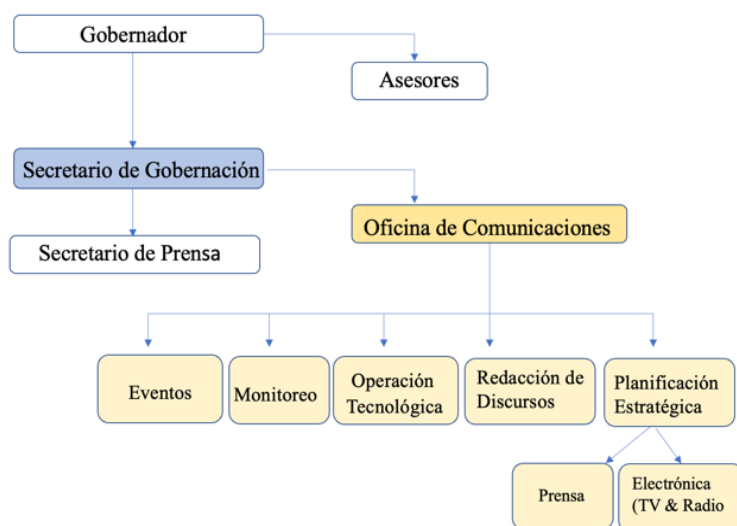 Gobernador
Asesores
Secretario de Gobernación
Oficina de Comunicaciones
Secretario de Prensa
Eventos
Monitoreo
Operación
Tecnológica
Redacción de
Discursos
Planificación
Estratégica
Prensa
Electrónica
(TV & Radio